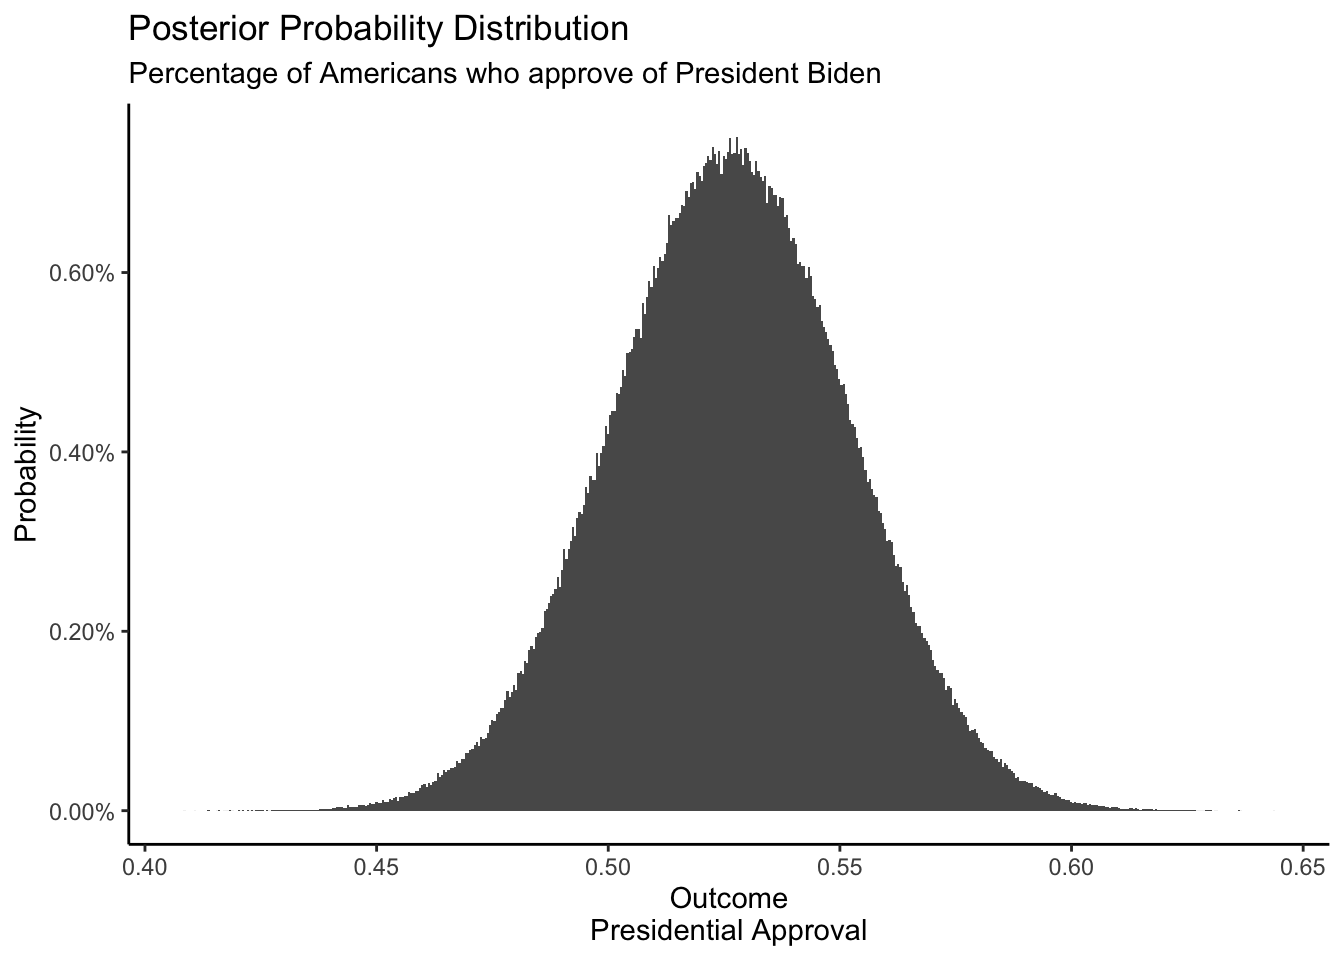 Posterior Probability Distribution
Percentage of Americans who approve of President Biden
Probability
0.60%
0.40%
0.20%
0.00%
0.40 0.45 0.50 0.55 0.60 0.65
Outcome
Presidential Approval